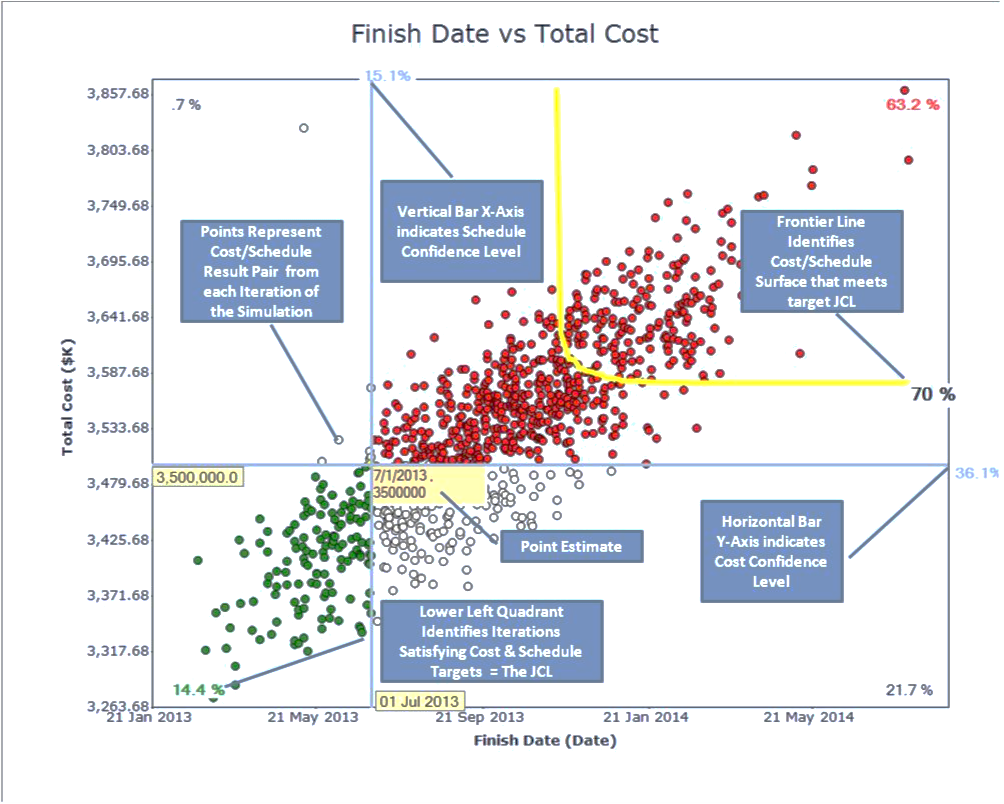 Finish Date vs Total Cost
15.1%
3,857.68
.7 %
63.2 %
3,803.68
3,749.68
3,695.68
3,641.68
3,587.68
3,533.68
3,479.68
3,425.68
3,371.68
3,317.68
3,263.68
Total Cost ($K)
Points Represent
Cost/Schedule
Result Pair from
each Iteration of
the Simulation
Vertical Bar X-Axis
indicates Schedule
Confidence Level
Frontier Line
Identifies
Cost/Schedule
Surface that meets
target JCL
70 %
3,500,000.0
7/1/2013 .
3500000
36.1%
Point Estimate
Horizontal Bar
Y-Axis indicates
Cost Confidence
Level
Lower Left Quadrant
Identifies Iterations
Satisfying Cost & Schedule
Targets = The JCL
14.4 %
01 Jul 2013
21.7 %
21 Jan 2013
21 May 2013
21 Sep 2013
21 Jan 2014
21 May 2014
Finish Date (Date)